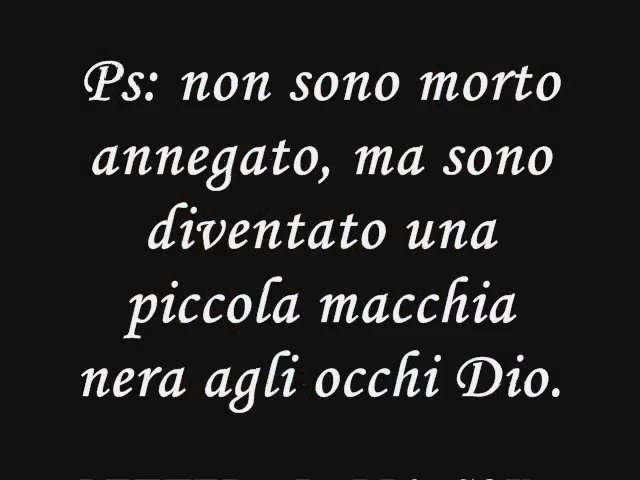 Ps: non sono morto
annegato, ma sono
diventato una
piccola macchia
nera agli occhi Dio.